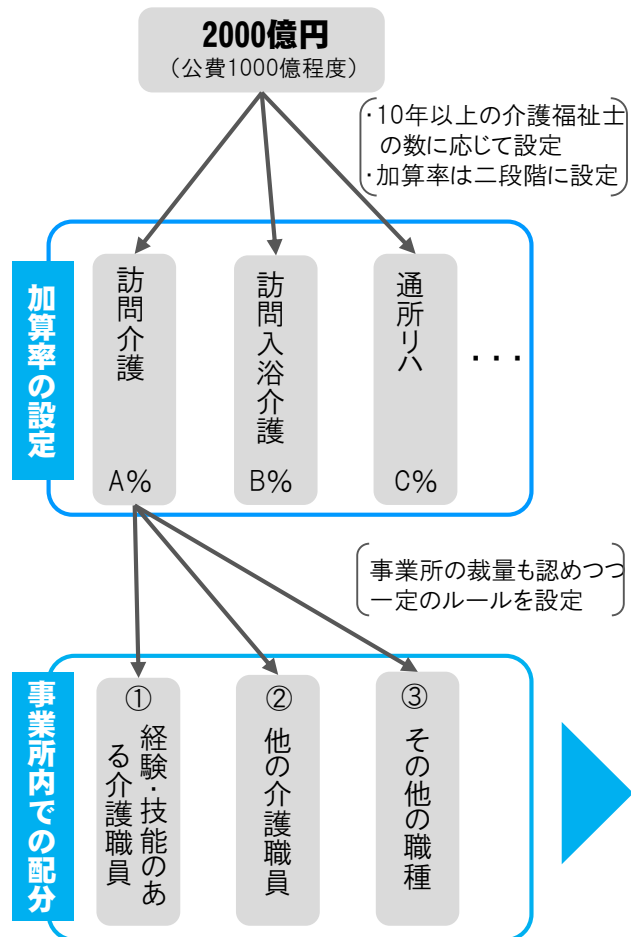 2000億円
（公費1000億程度）
・10年以上の介護福祉士
の数に応じて設定
・加算率は二段階に設定
加算率の設定
訪問介護
A%
訪問入浴介護
B%
通所リハ
C%
・・・
事業所の裁量も認めつつ
一定のルールを設定
事業所内での配分
①
経験・技能のあ
る介護職員
②
他の介護職員
③
その他の職種